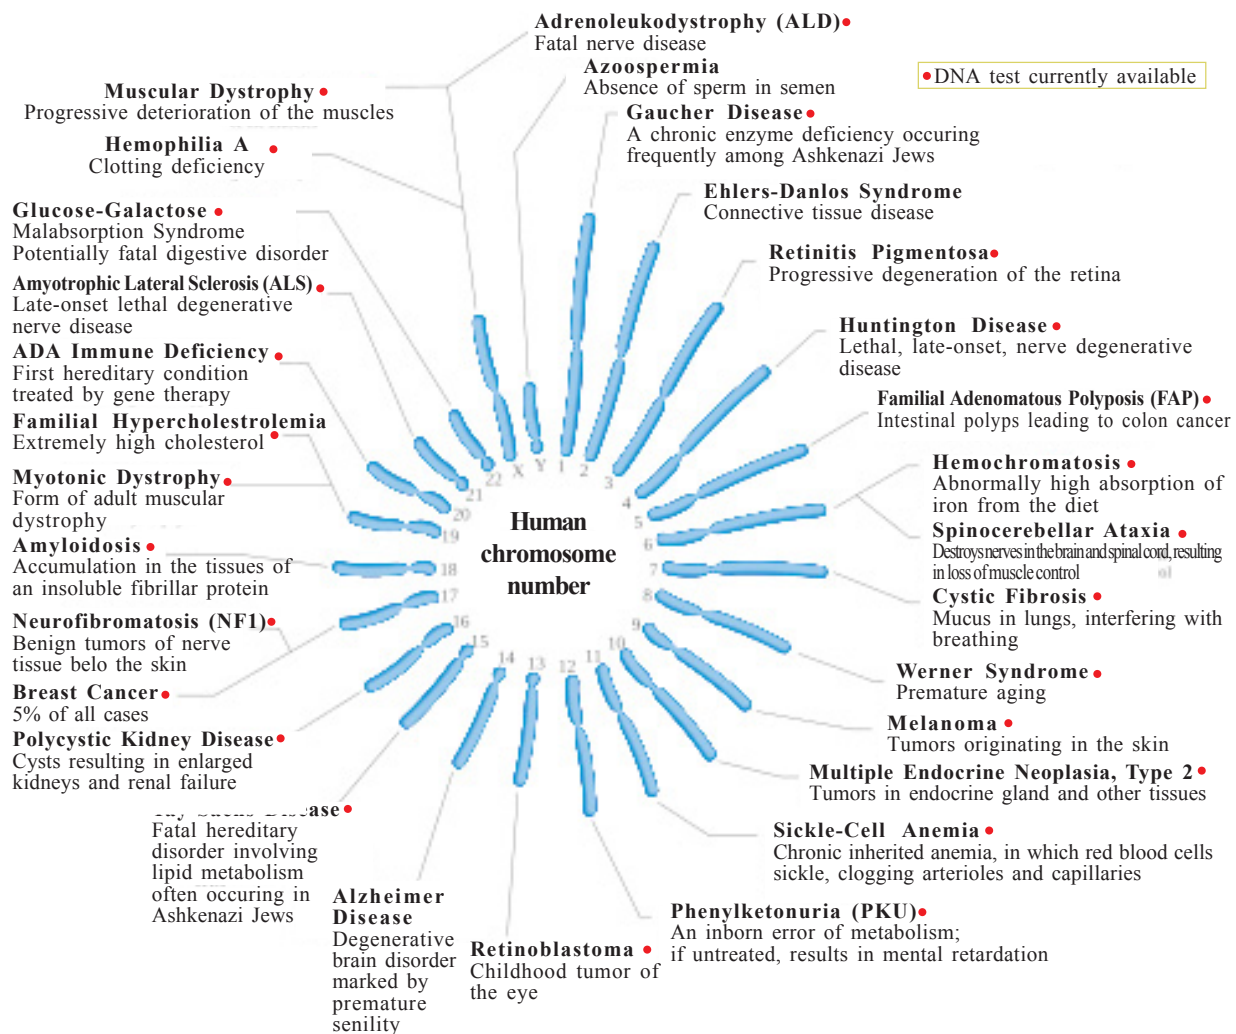 Adrenoleukodystrophy (ALD)
Fatal nerve disease
Azoospermia
Absence of sperm in semen
DNA test currently available
Gaucher Disease
A chronic enzyme deficiency occuring
frequently among Ashkenazi Jews
Ehlers-Danlos Syndrome
Connective tissue disease
Retinitis Pigmentosa
Progressive degeneration of the retina
Huntington Disease
Lethal, late-onset, nerve degenerative
disease
Familial Adenomatous Polyposis (FAP)
Intestinal polyps leading to colon cancer
Hemochromatosis
Abnormally high absorption of
iron from the diet
Spinocerebellar Ataxia
Destroys nerves in the brain and spinal cord, resulting
in loss of muscle control
Cystic Fibrosis
Mucus in lungs, interfering with
breathing
Werner Syndrome
Premature aging
Melanoma
Tumors originating in the skin
Multiple Endocrine Neoplasia, Type 2
Tumors in endocrine gland and other tissues
Sickle-Cell Anemia
Chronic inherited anemia, in which red blood cells
sickle, clogging arterioles and capillaries
Phenylketonuria (PKU)
An inborn error of metabolism;
if untreated, results in mental retardation
Retinoblastoma
Childhood tumor of
the eye
Alzheimer
Disease
Degenerative
brain disorder
marked by
premature
senility
Tay-Sachs Disease
Fatal hereditary
disorder involving
lipid metabolism
often occuring in
Ashkenazi Jews
Polycystic Kidney Disease
Cysts resulting in enlarged
kidneys and renal failure
Breast Cancer
5% of all cases
Neurofibromatosis (NF1)
Benign tumors of nerve
tissue belo the skin
Amyloidosis
Accumulation in the tissues of
an insoluble fibrillar protein
Myotonic Dystrophy
Form of adult muscular
dystrophy
Familial Hypercholestrolemia
Extremely high cholesterol
ADA Immune Deficiency
First hereditary condition
treated by gene therapy
Amyotrophic Lateral Sclerosis (ALS)
Late-onset lethal degenerative
nerve disease
Glucose-Galactose
Malabsorption Syndrome
Potentially fatal digestive disorder
Hemophilia A
Clotting deficiency
Muscular Dystrophy
Progressive deterioration of the muscles
Human
chromosome
number
1
2
3
4
5
6
7
8
9
10
11
12
13
14
15
16
17
18
19
20
21
22
X
Y